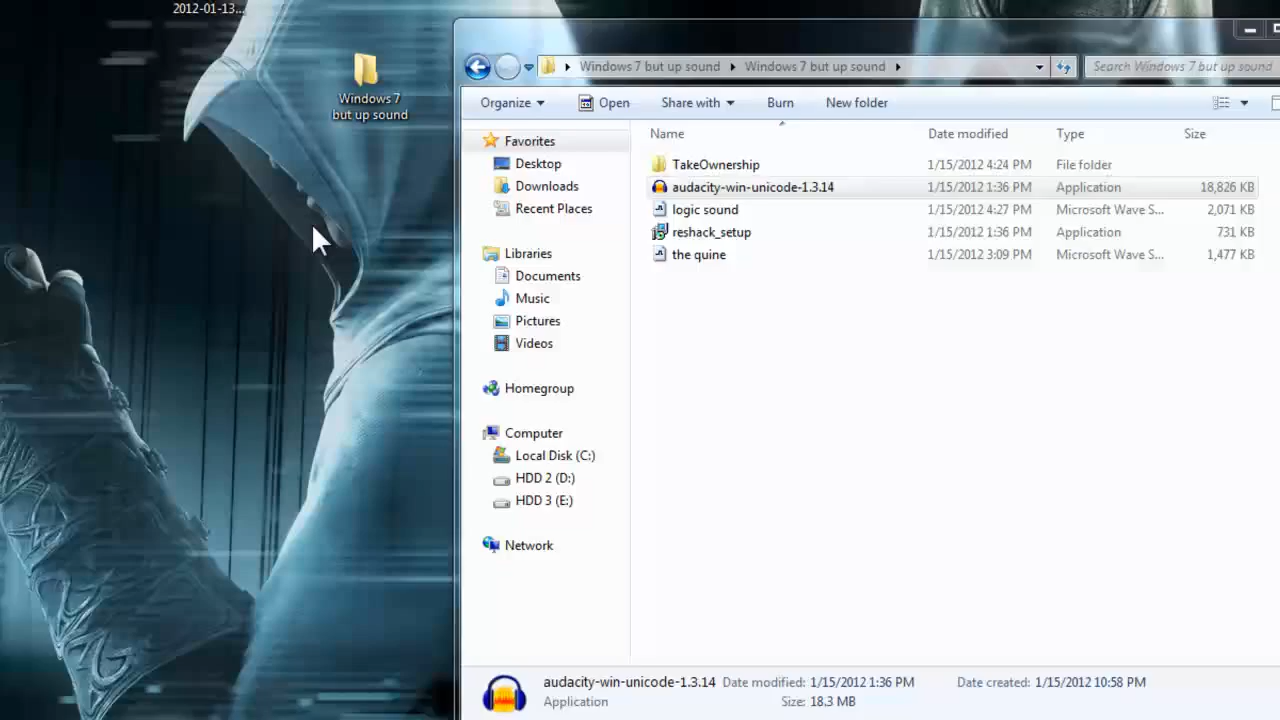 2012-01-13...
Windows 7
but up sound
Windows 7 but up sound
Windows 7 but up sound
Search Windows 7 but up sound
Organize
Open
Share with
Burn
New folder
Name
Date modified
Type
Size
Favorites
Desktop
Downloads
Recent Places
Libraries
Documents
Music
Pictures
Videos
Homegroup
Computer
Local Disk (C:)
HDD 2 (D:)
HDD 3 (E:)
Network
TakeOwnership 1/15/2012 4:24 PM File folder
audacity-win-unicode-1.3.14 1/15/2012 1:36 PM Application 18,826 KB
logic sound 1/15/2012 4:27 PM Microsoft Wave S... 2,071 KB
reshack_setup 1/15/2012 1:36 PM Application 731 KB
the quine 1/15/2012 3:09 PM Microsoft Wave S... 1,477 KB
audacity-win-unicode-1.3.14 Date modified: 1/15/2012 1:36 PM Date created: 1/15/2012 10:58 PM
Application Size: 18.3 MB